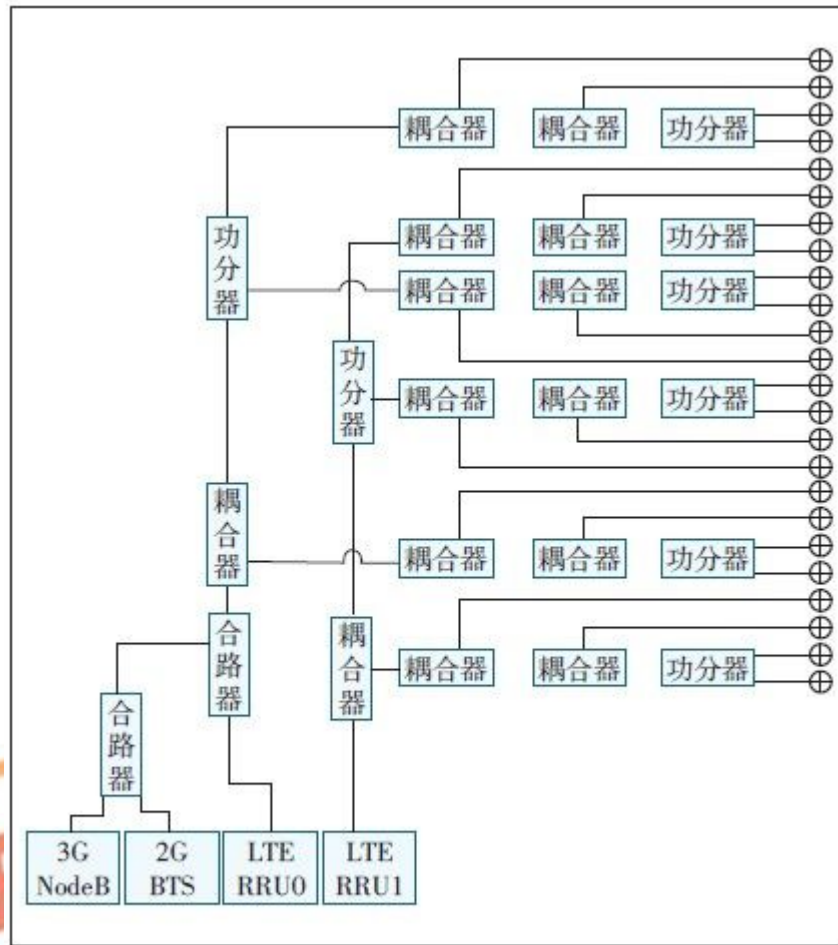 耦合器 耦合器 功分器
功分器
耦合器 耦合器 功分器
耦合器 耦合器 功分器
功分器
耦合器 耦合器 功分器
耦合器
耦合器 耦合器 功分器
合路器
耦合器
耦合器 耦合器 功分器
合路器
3G NodeB
2G BTS
LTE RRU0
LTE RRU1